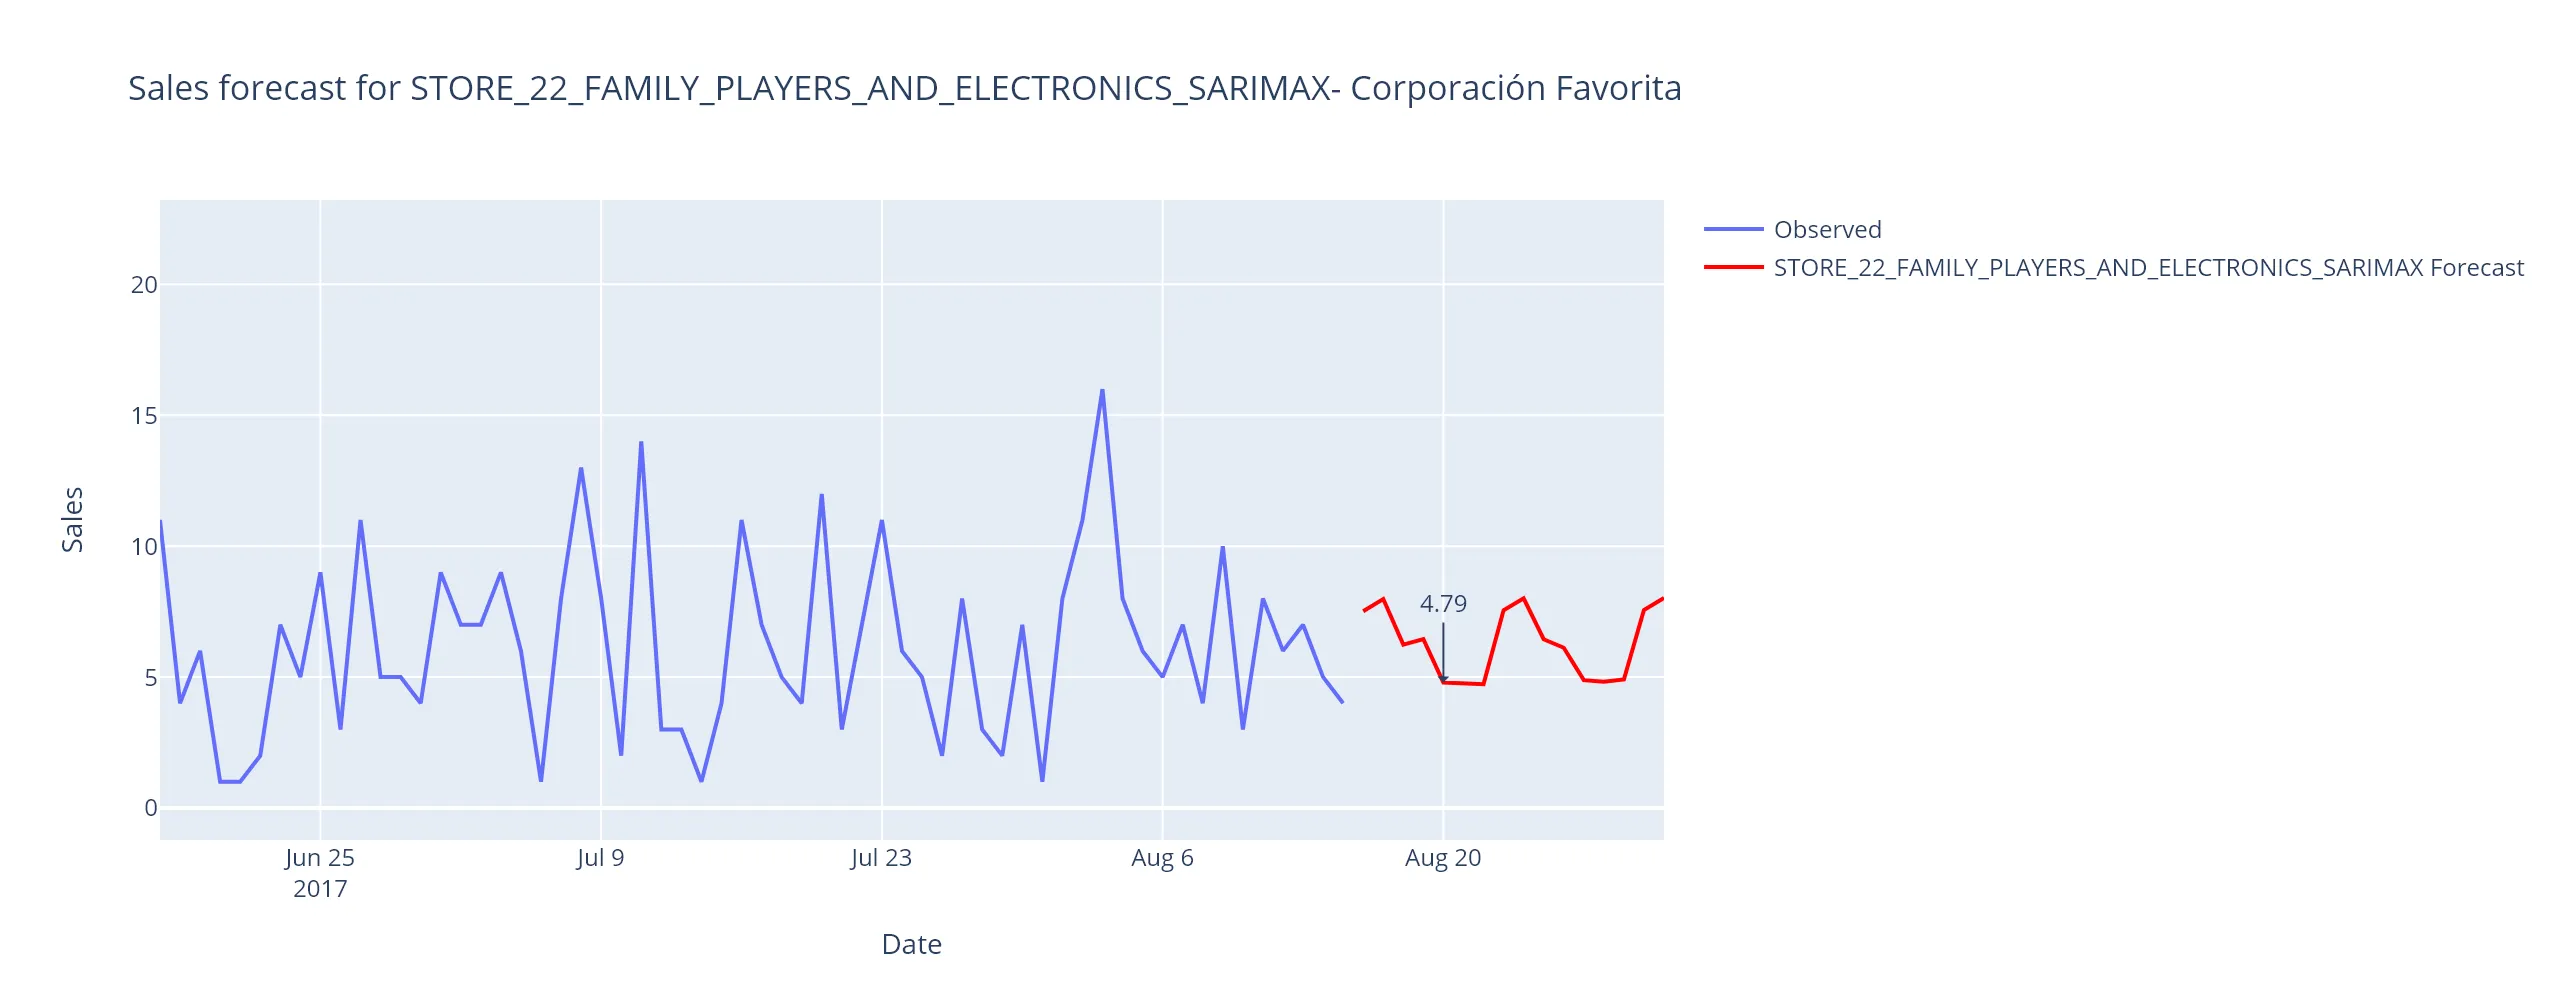 Sales forecast for STORE_22_FAMILY_PLAYERS_AND_ELECTRONICS_SARIMAX- Corporación Favorita
Observed
STORE_22_FAMILY_PLAYERS_AND_ELECTRONICS_SARIMAX Forecast
20
15
10
5
0
Sales
4.79
Jun 25
2017
Jul 9
Jul 23
Aug 6
Aug 20
Date